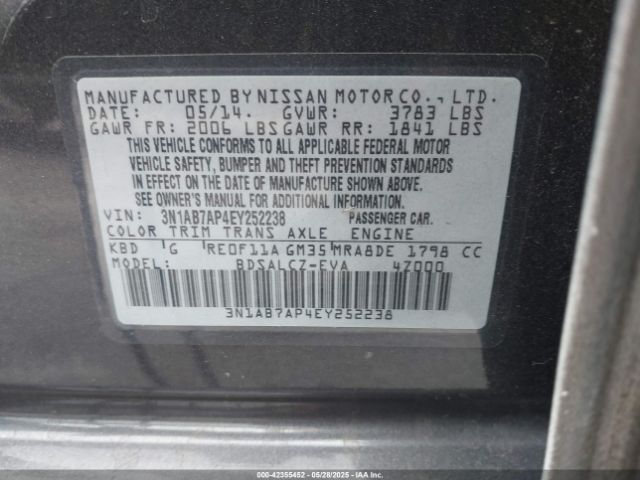 MANUFACTURED BY NISSAN MOTOR CO., LTD.
DATE: 05/14. GVWR: 3783 LBS
GAWR FR: 2006 LBS GAWR RR: 1841 LBS
THIS VEHICLE CONFORMS TO ALL APPLICABLE FEDERAL MOTOR
VEHICLE SAFETY, BUMPER AND THEFT PREVENTION STANDARDS
IN EFFECT ON THE DATE OF MANUFACTURE SHOWN ABOVE.
SEE OWNER'S MANUAL FOR ADDITIONAL INFORMATION.
VIN: 3N1AB7AP4EY252238 PASSENGER CAR.
COLOR TRIM TRANS AXLE ENGINE
KBD G RE0F11A GM35 MRA8DE 1798 CC
MODEL: BDSALCZ-EVA 4Z000
3N1AB7AP4EY252238
000-42355452 05/28/2025 IAAHOLDINGS, LLC